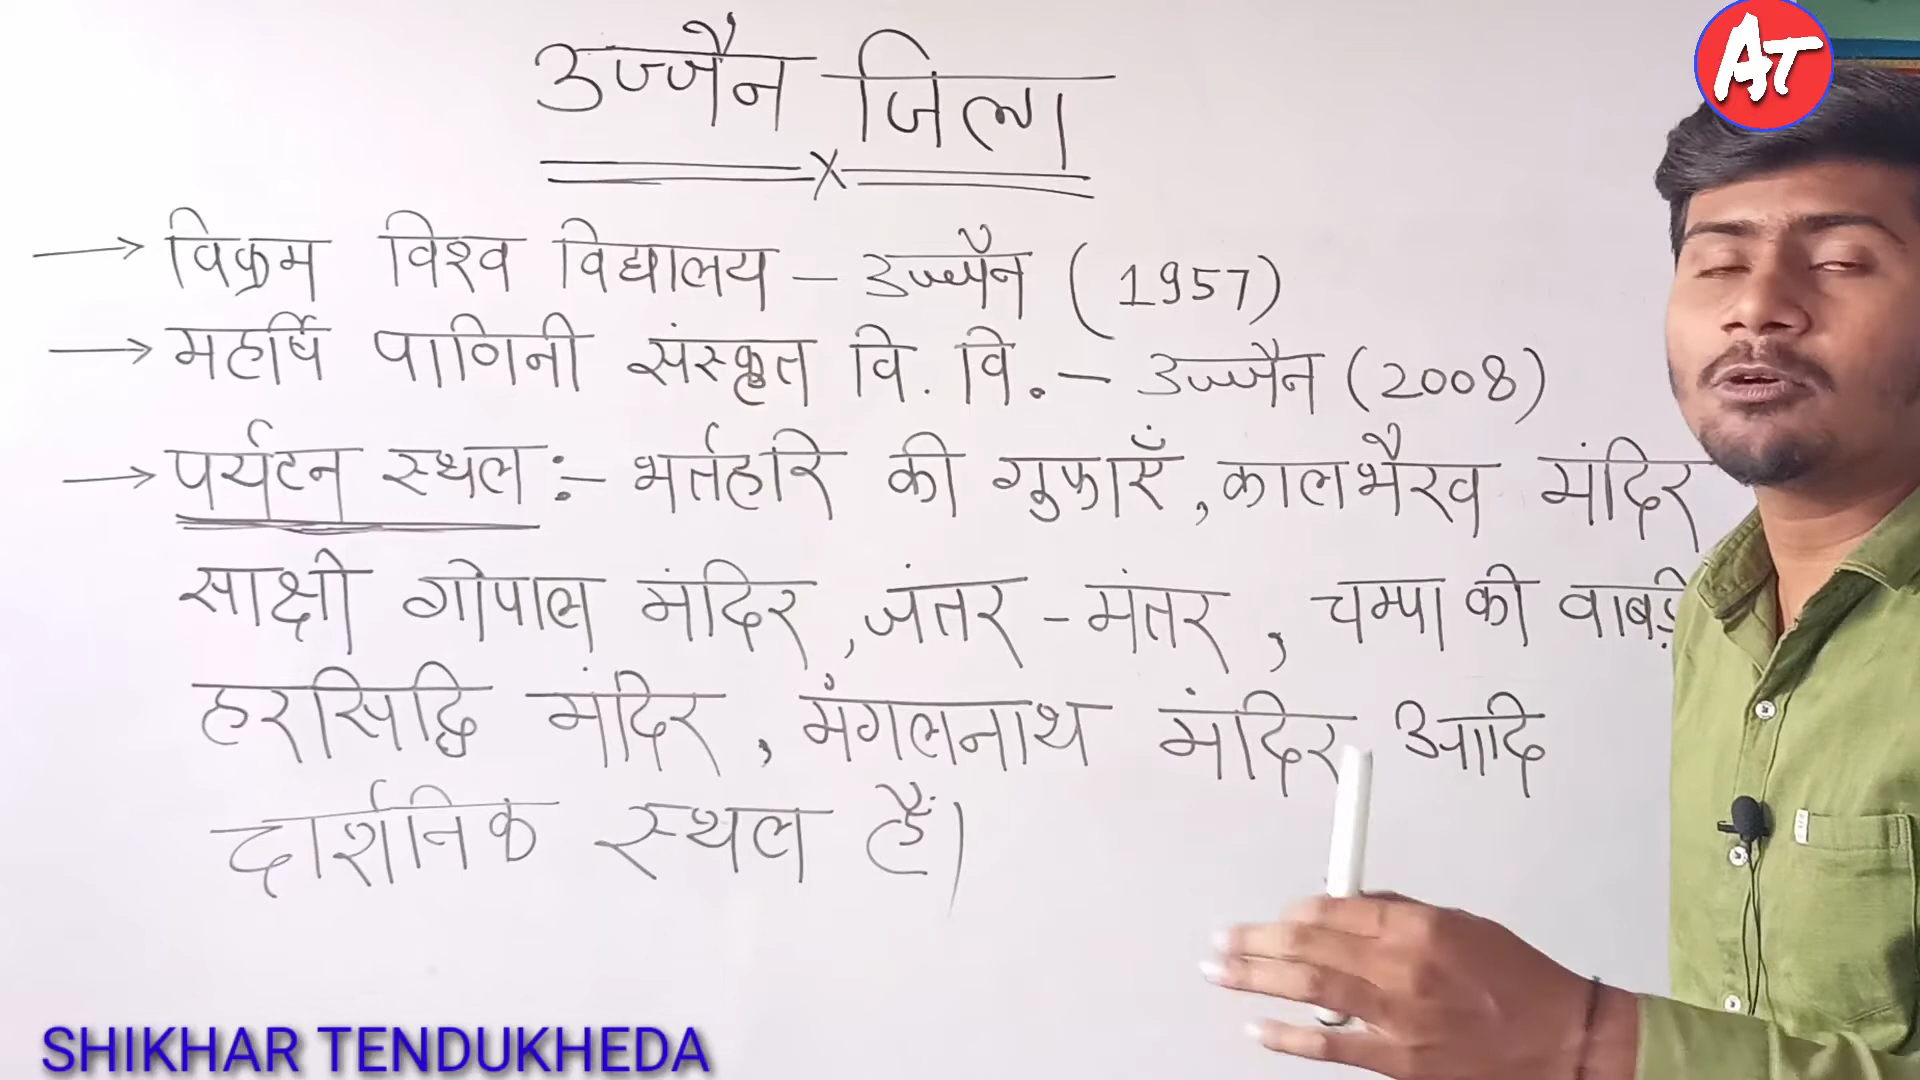 AT
उज्जैन जिला
→ विक्रम विश्व विद्यालय – उज्जैन (1957)
→ महर्षि पाणिनी संस्कृत वि. वि. – उज्जैन (2008)
→ पर्यटन स्थल :– भर्तहरि की गुफाएँ, कालभैरव मंदिर
साक्षी गोपाल मंदिर, जंतर – मंतर, चम्पा की वाबड़ी
हरसिद्धि मंदिर, मंगलनाथ मंदिर आदि
दार्शनिक स्थल हैं।
SHIKHAR TENDUKHEDA